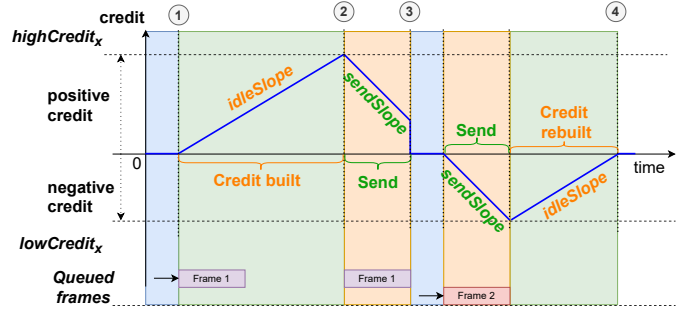 credit
1
2
3
4
highCredit_x
positive
credit
idleSlope
sendSlope
Send
Credit
rebuilt
0
Credit built
Send
time
negative
credit
sendSlope
idleSlope
lowCredit_x
Queued
frames
Frame 1
Frame 1
Frame 2